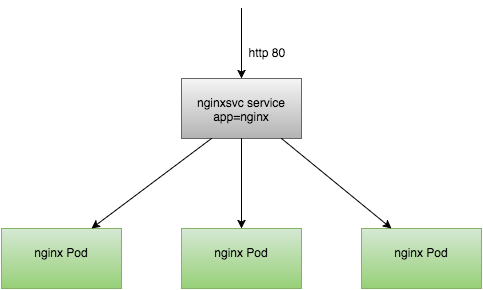 http 80
nginxsvc service
app=nginx
nginx Pod
nginx Pod
nginx Pod